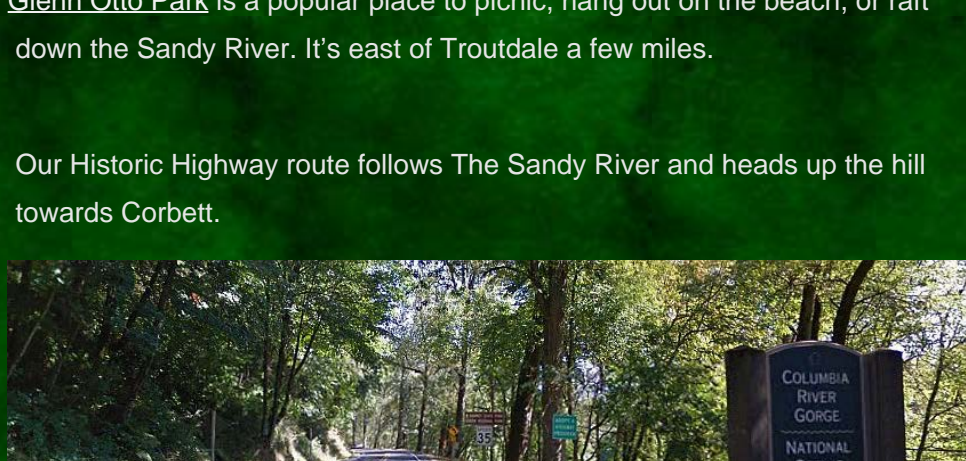 Glenn Otto Park is a popular place to picnic, hang out on the beach, or raft
down the Sandy River. It’s east of Troutdale a few miles.
Our Historic Highway route follows The Sandy River and heads up the hill
towards Corbett.
COLUMBIA
RIVER
GORGE
NATIONAL
35